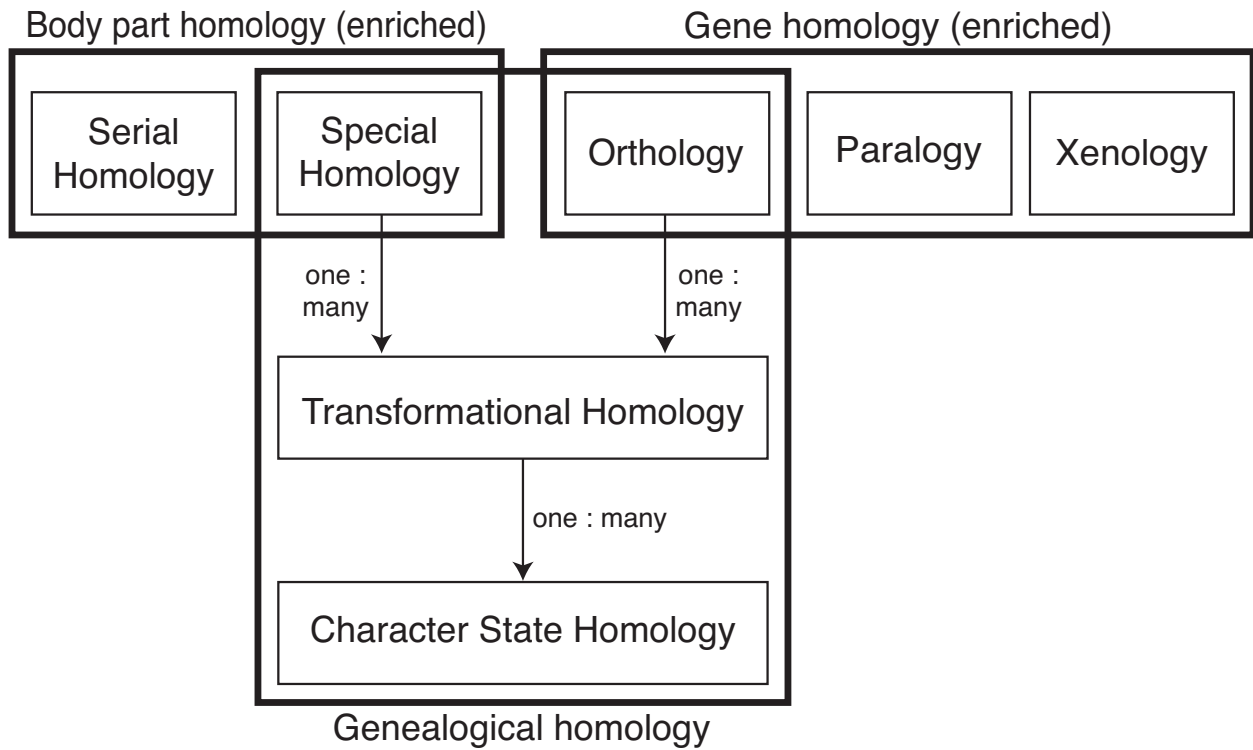 Body part homology (enriched)
Gene homology (enriched)
Serial
Homology
Special
Homology
Orthology
Paralogy
Xenology
one :
many
one :
many
Transformational Homology
one : many
Character State Homology
Genealogical homology